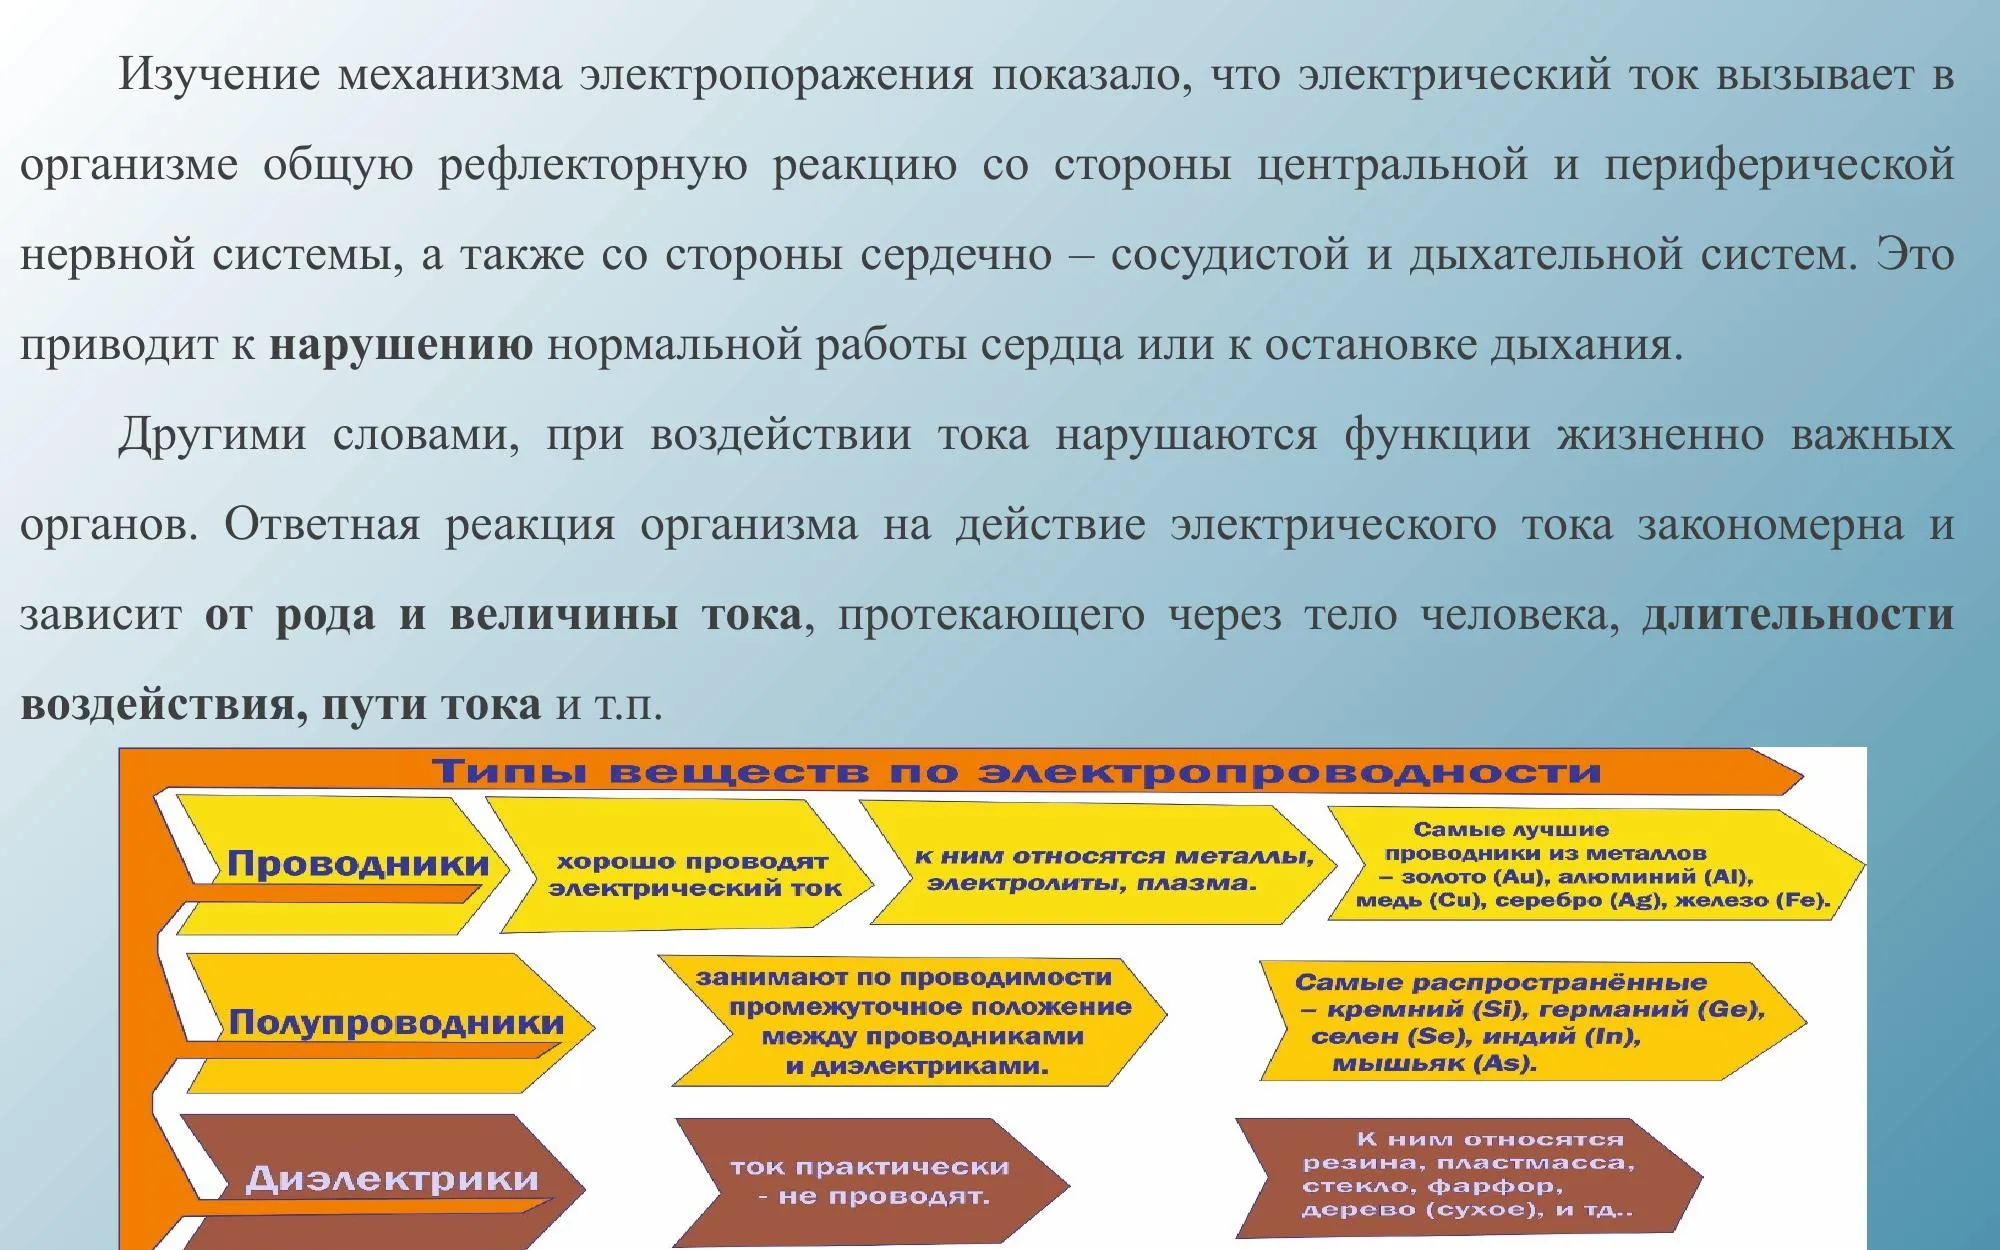 Изучение механизма электропоражения показало, что электрический ток вызывает в
организме общую рефлекторную реакцию со стороны центральной и периферической
нервной системы, а также со стороны сердечно – сосудистой и дыхательной систем. Это
приводит к нарушению нормальной работы сердца или к остановке дыхания.
Другими словами, при воздействии тока нарушаются функции жизненно важных
органов. Ответная реакция организма на действие электрического тока закономерна и
зависит от рода и величины тока, протекающего через тело человека, длительности
воздействия, пути тока и т.п.
Типы веществ по электропроводности
Проводники
хорошо проводят
электрический ток
к ним относятся металлы,
электролиты, плазма.
Самые лучшие
проводники из металлов
– золото (Au), алюминий (Al),
медь (Cu), серебро (Ag), железо (Fe).
Полупроводники
занимают по проводимости
промежуточное положение
между проводниками
и диэлектриками.
Самые распространённые
– кремний (Si), германий (Ge),
селен (Se), индий (In),
мышьяк (As).
Диэлектрики
ток практически
- не проводят.
К ним относятся
резина, пластмасса,
стекло, фарфор,
дерево (сухое), и тд..